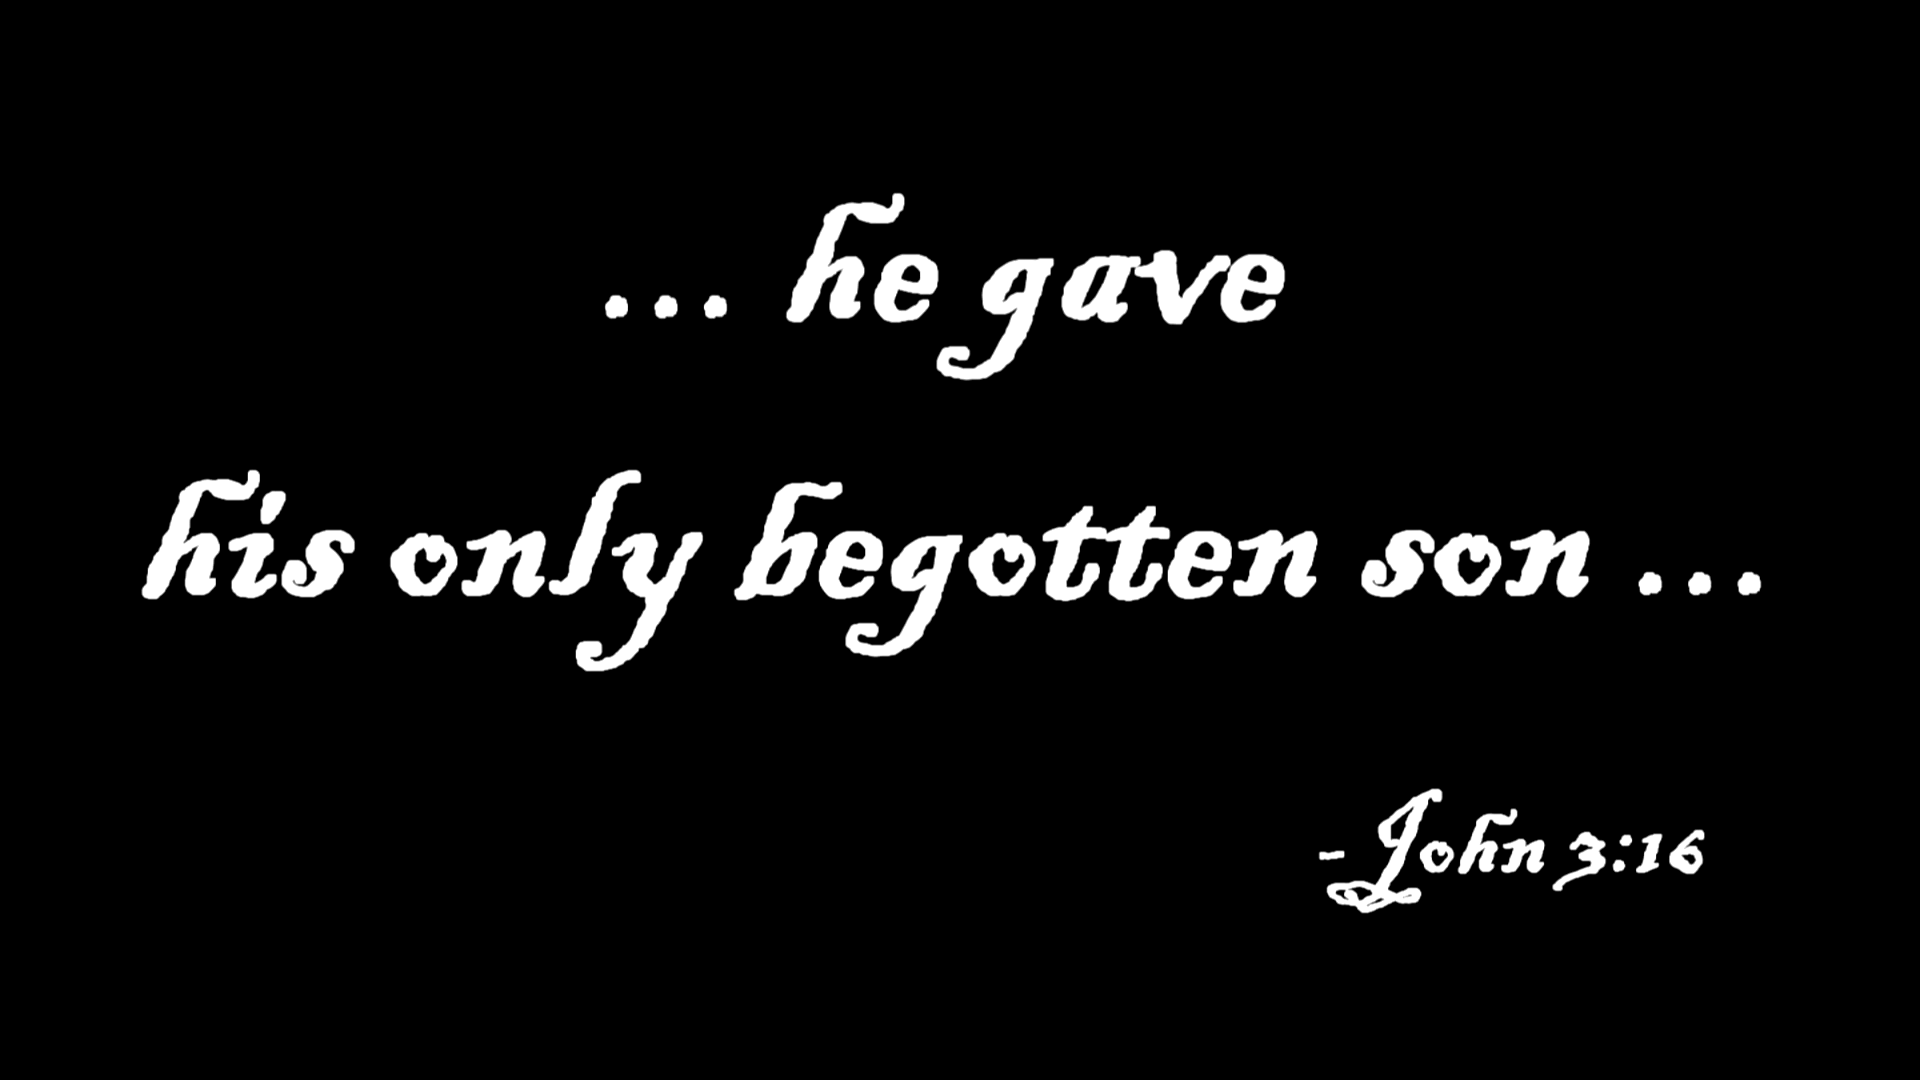 ... he gave
his only begotten son ...
- John 3:16